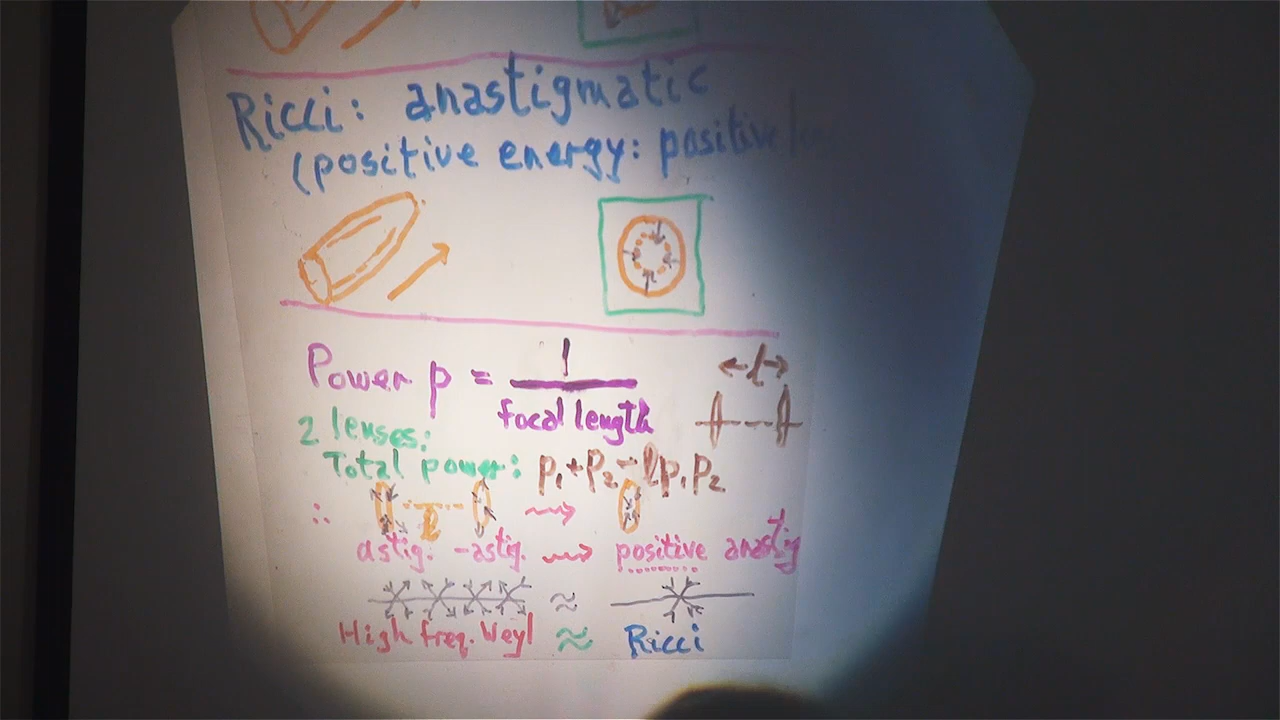 Ricci: anastigmatic
(positive energy: positive
Power p = 1
focal length
← l →
2 lenses:
Total power: p₁+p₂-lp₁p₂
∴ l ⇝
astig. -astig. ⇝ positive anastig
≈
High freq. Weyl ≈ Ricci